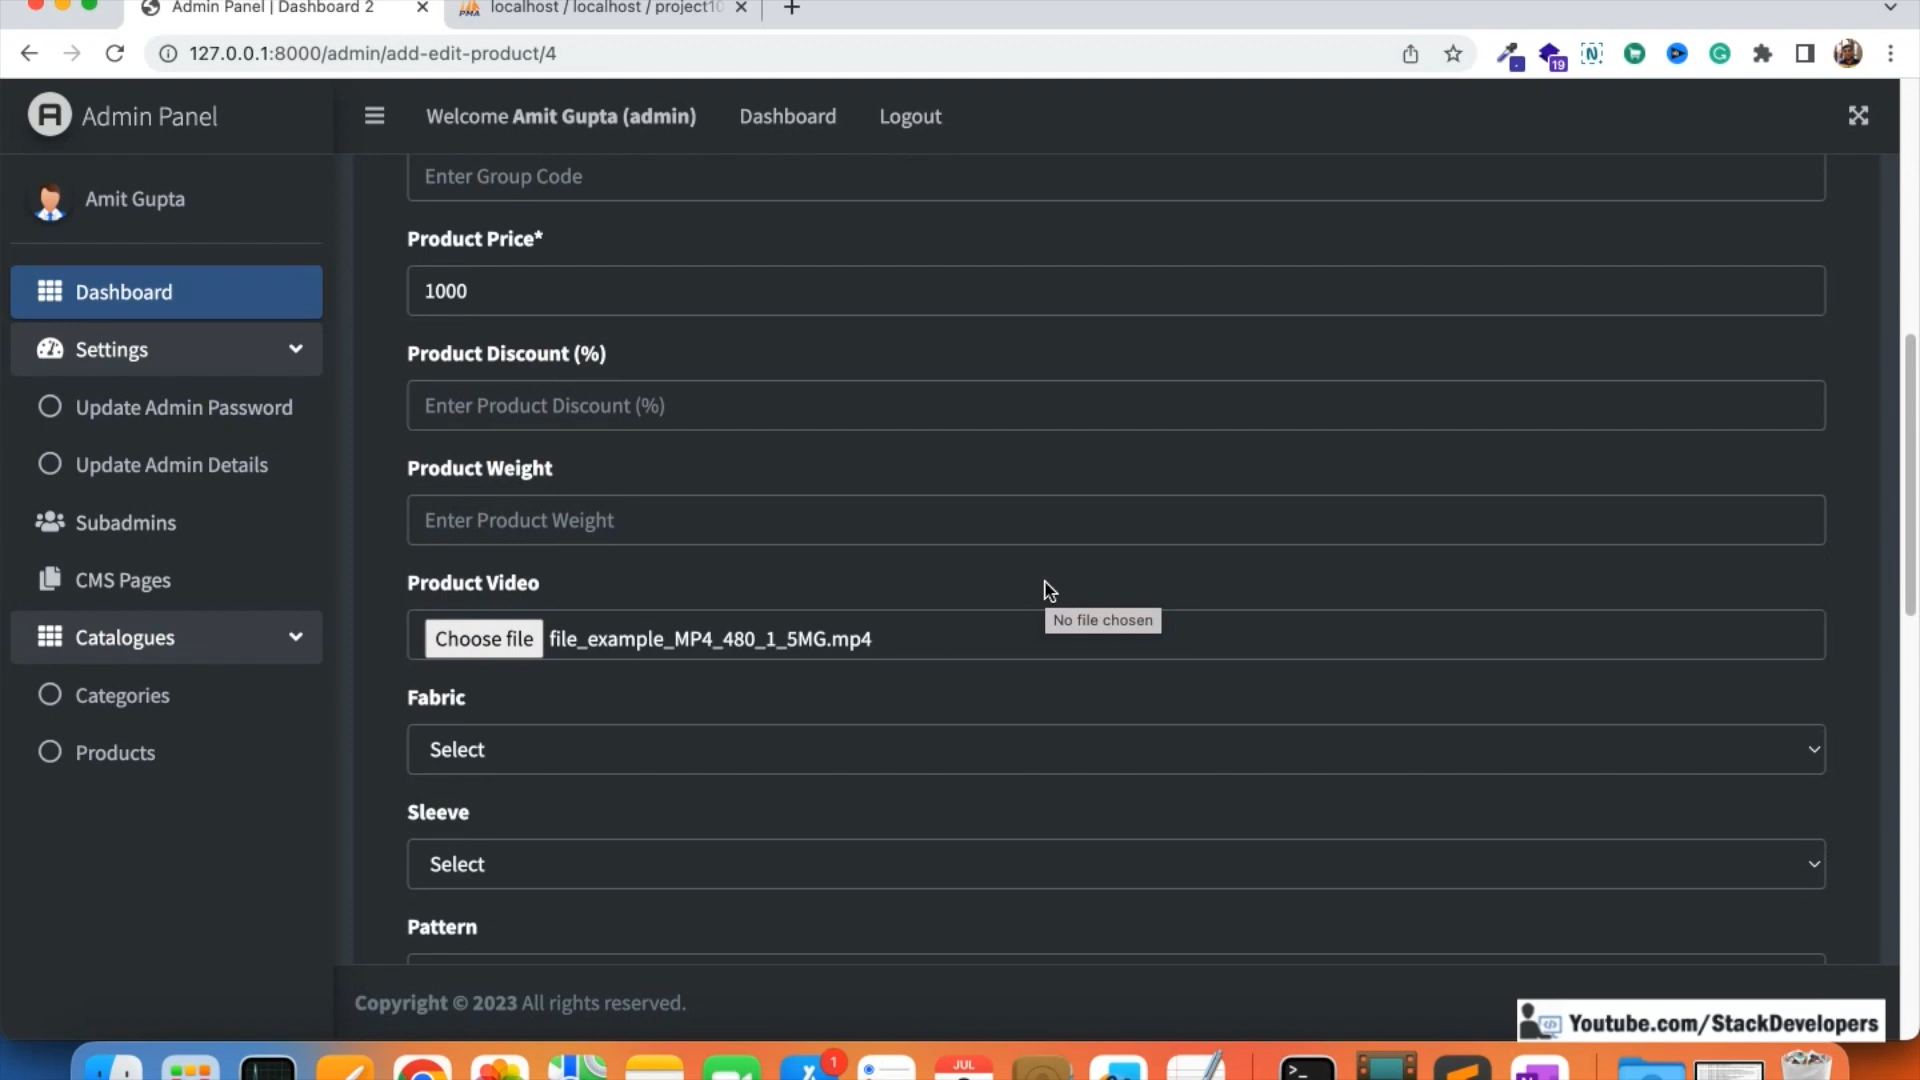 Admin Panel | Dashboard 2
localhost / localhost / project10
127.0.0.1:8000/admin/add-edit-product/4
19
Admin Panel
Welcome Amit Gupta (admin)
Dashboard
Logout
Amit Gupta
Dashboard
Settings
Update Admin Password
Update Admin Details
Subadmins
CMS Pages
Catalogues
Categories
Products
Enter Group Code
Product Price*
1000
Product Discount (%)
Enter Product Discount (%)
Product Weight
Enter Product Weight
Product Video
No file chosen
Choose file file_example_MP4_480_1_5MG.mp4
Fabric
Select
Sleeve
Select
Pattern
Copyright © 2023 All rights reserved.
Youtube.com/StackDevelopers
1
JUL